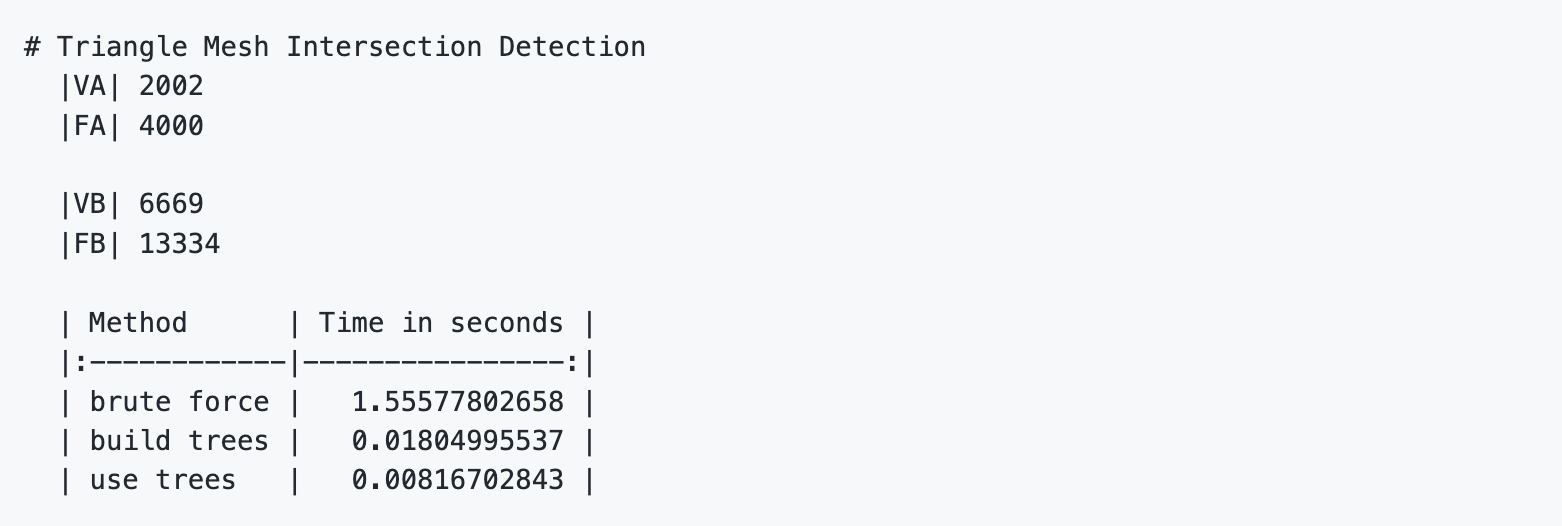 # Triangle Mesh Intersection Detection
|VA| 2002
|FA| 4000
|VB| 6669
|FB| 13334
| Method      | Time in seconds |
|:------------|----------------:|
| brute force |   1.55577802658 |
| build trees |   0.01804995537 |
| use trees   |   0.00816702843 |